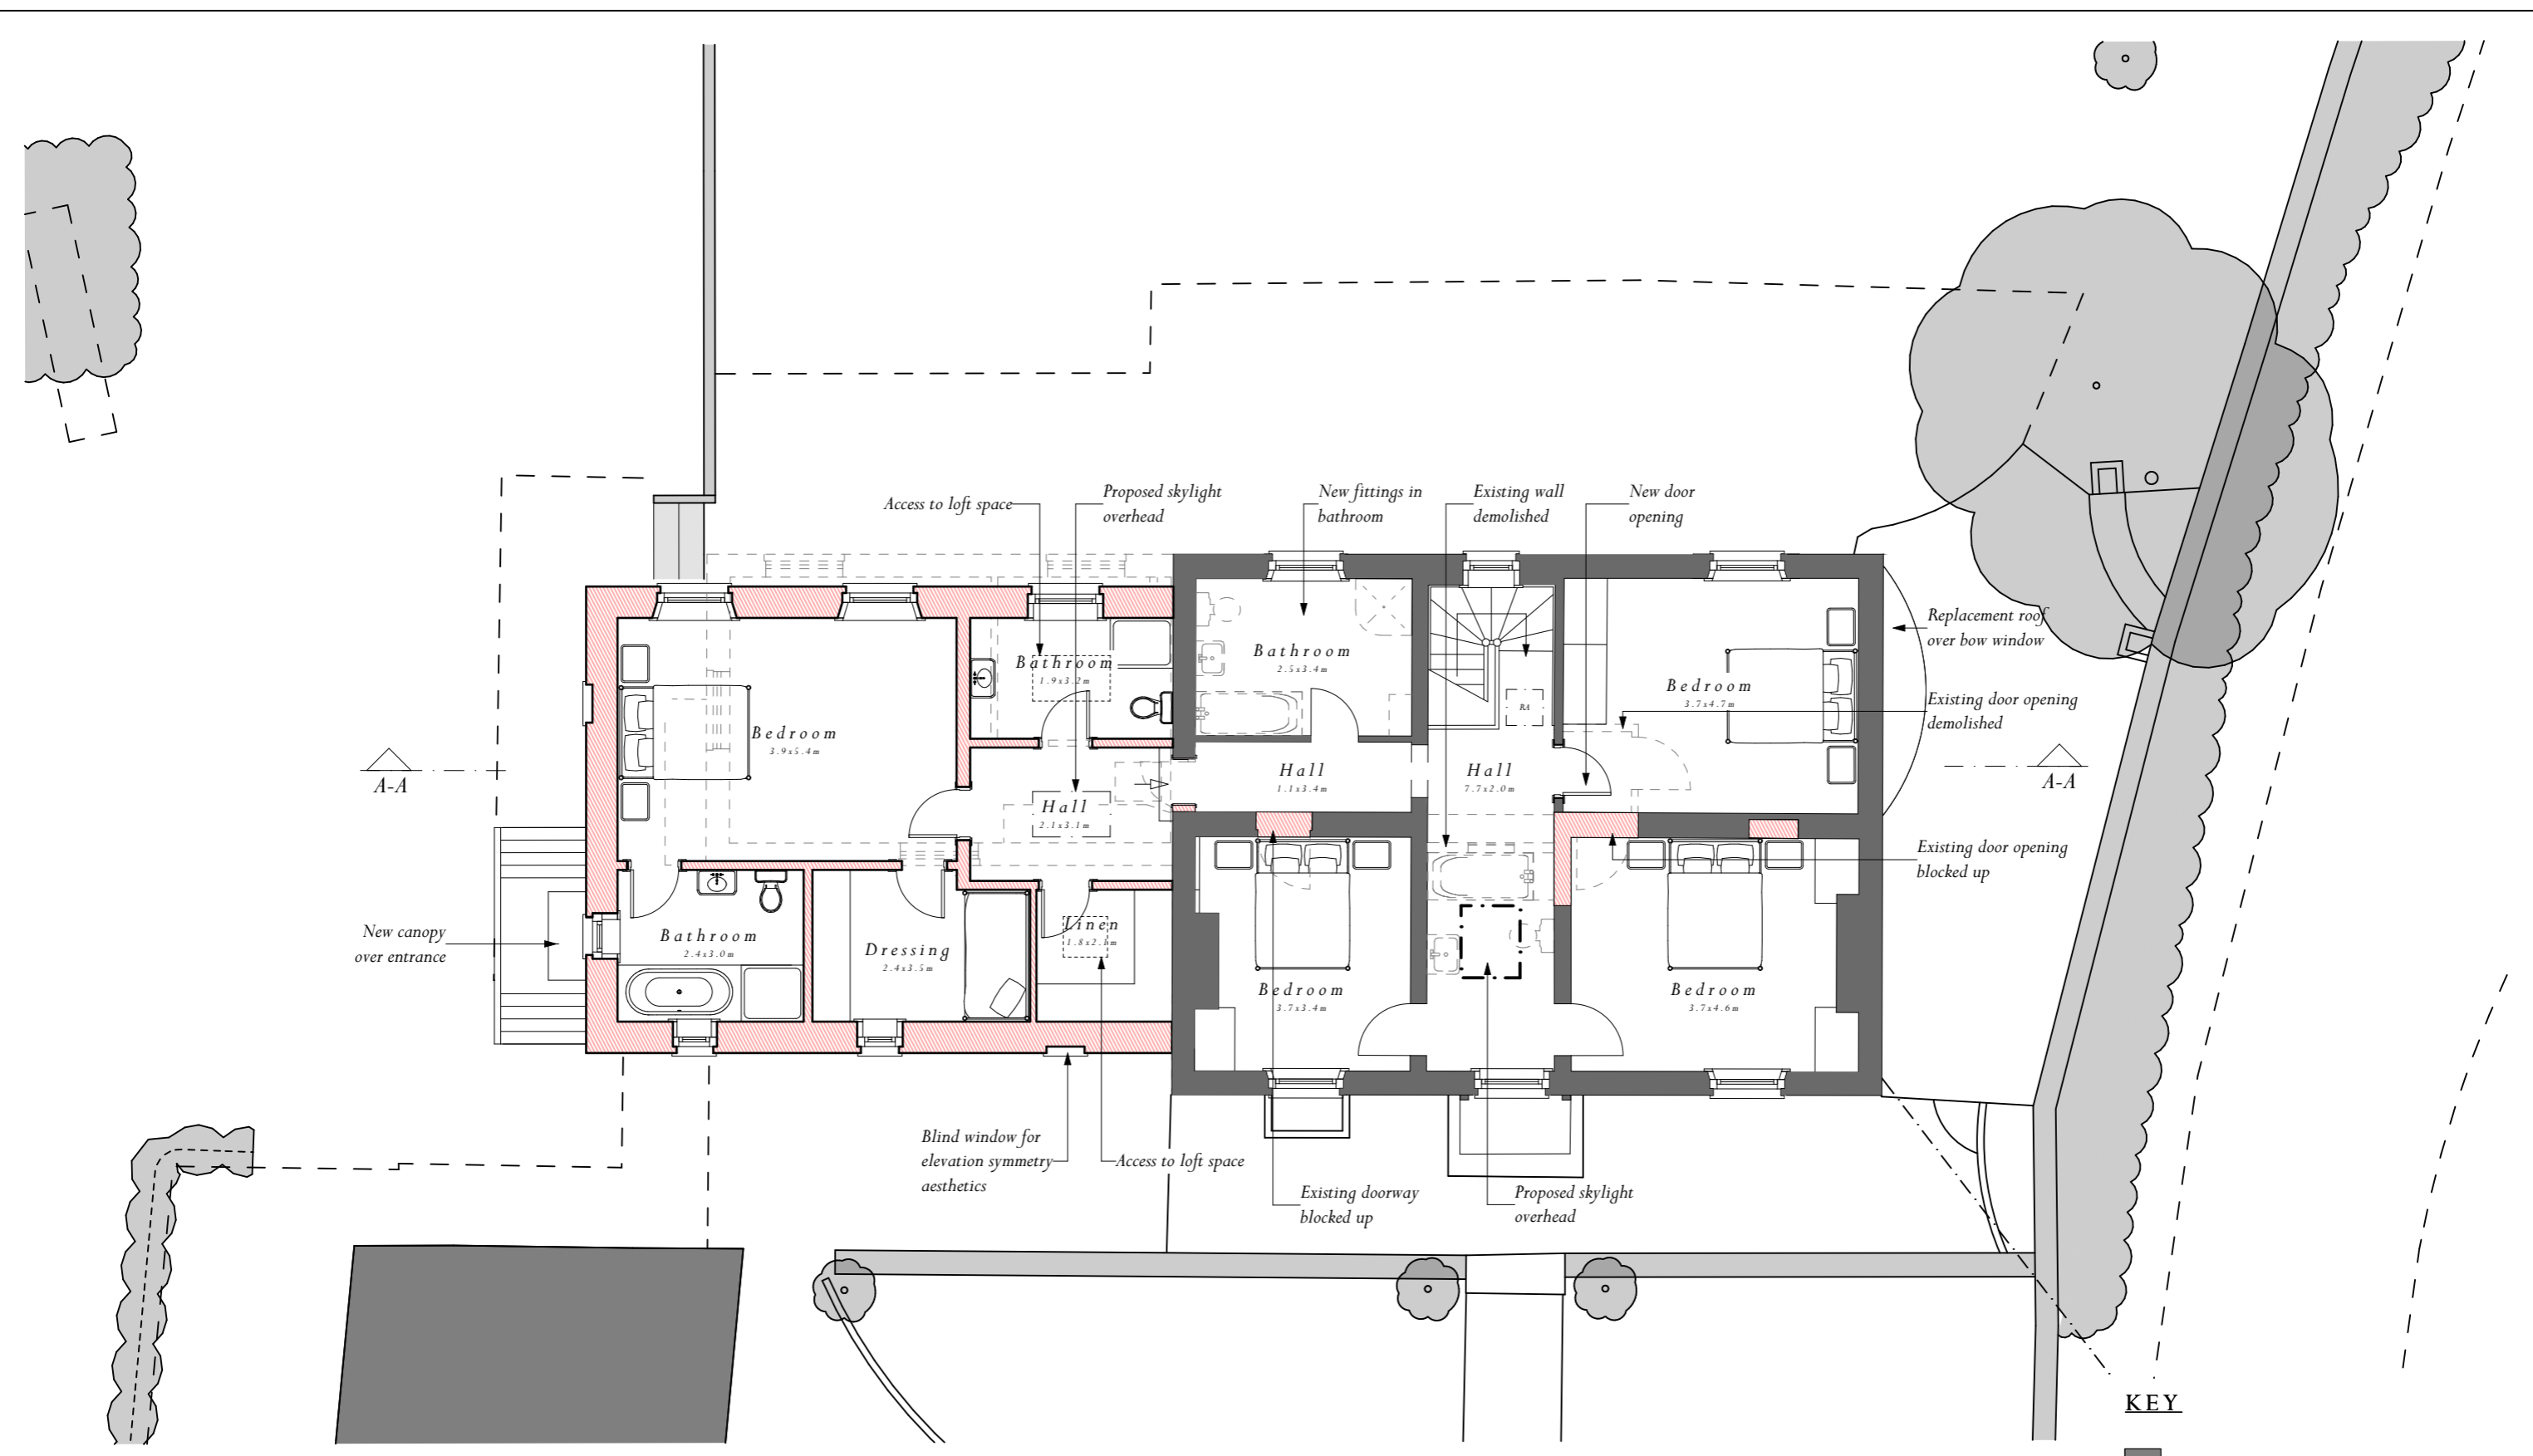 Access to loft space
Proposed skylight
overhead
New fittings in
bathroom
Existing wall
demolished
New door
opening
Replacement roof
over bow window
Existing door opening
demolished
A-A
A-A
Existing door opening
blocked up
New canopy
over entrance
Bathroom
1.9x3.2m
Bathroom
2.5x3.4m
Bedroom
3.7x4.7m
RA
Bedroom
3.9x5.4m
Hall
2.1x3.1m
Hall
1.1x3.4m
Hall
7.7x2.0m
Bathroom
2.4x3.0m
Dressing
2.4x3.5m
Linen
Bedroom
3.7x3.4m
Bedroom
3.7x4.6m
Blind window for
elevation symmetry
aesthetics
Access to loft space
Existing doorway
blocked up
Proposed skylight
overhead
KEY